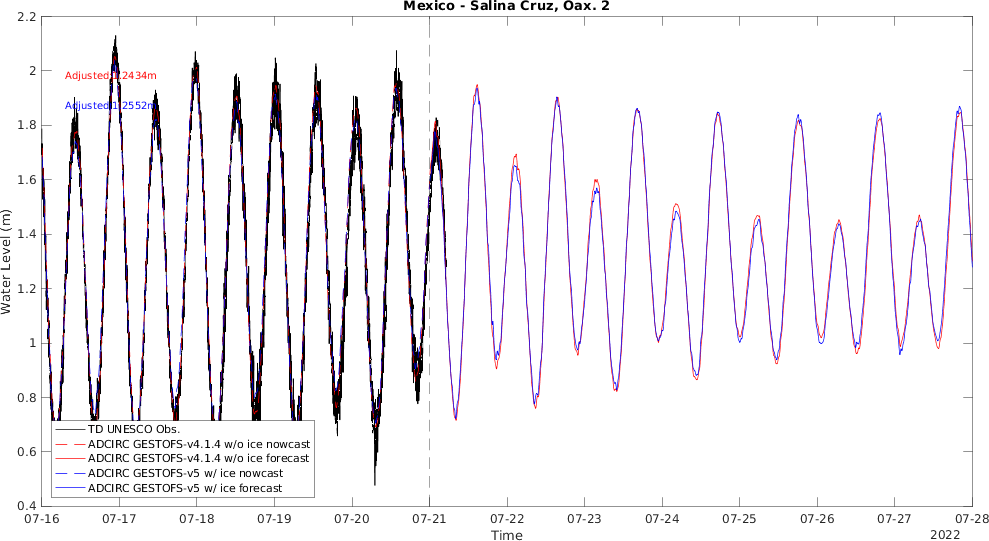 Mexico - Salina Cruz, Oax. 2
2.2
2
1.8
1.6
1.4
1.2
1
0.8
0.6
0.4
Water Level (m)
Adjusted:1.2434m
Adjusted:1.2552m
TD UNESCO Obs.
ADCIRC GESTOFS-v4.1.4 w/o ice nowcast
ADCIRC GESTOFS-v4.1.4 w/o ice forecast
ADCIRC GESTOFS-v5 w/ ice nowcast
ADCIRC GESTOFS-v5 w/ ice forecast
07-16 07-17 07-18 07-19 07-20 07-21 07-22 07-23 07-24 07-25 07-26 07-27 07-28
Time
2022